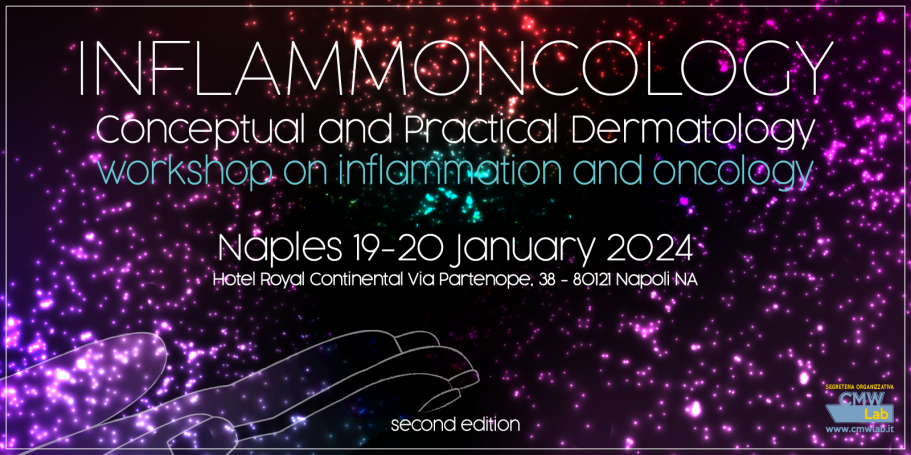 INFLAMMONCOLOGY
Conceptual and Practical Dermatology
workshop on inflammation and oncology
Naples 19-20 January 2024
Hotel Royal Continental Via Partenope, 38 - 80121 Napoli NA
second edition
SEGRETERIA ORGANIZZATIVA
CMW
Lab
www.cmwlab.it